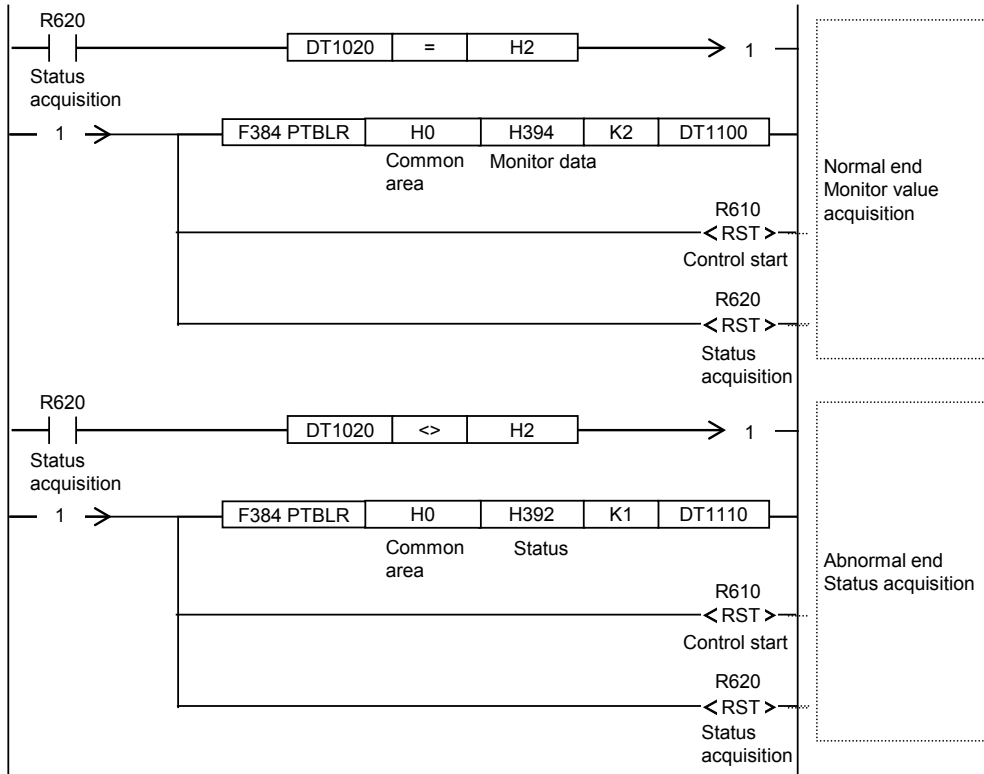 R620
DT1020 = H2 1
Status
acquisition
1 F384 PTBLR H0 H394 K2 DT1100
Common
area
Monitor data
R610
<RST>
Control start
R620
<RST>
Status
acquisition
Normal end
Monitor value
acquisition
R620
DT1020 <> H2 1
Status
acquisition
1 F384 PTBLR H0 H392 K1 DT1110
Common
area
Status
R610
<RST>
Control start
R620
<RST>
Status
acquisition
Abnormal end
Status acquisition